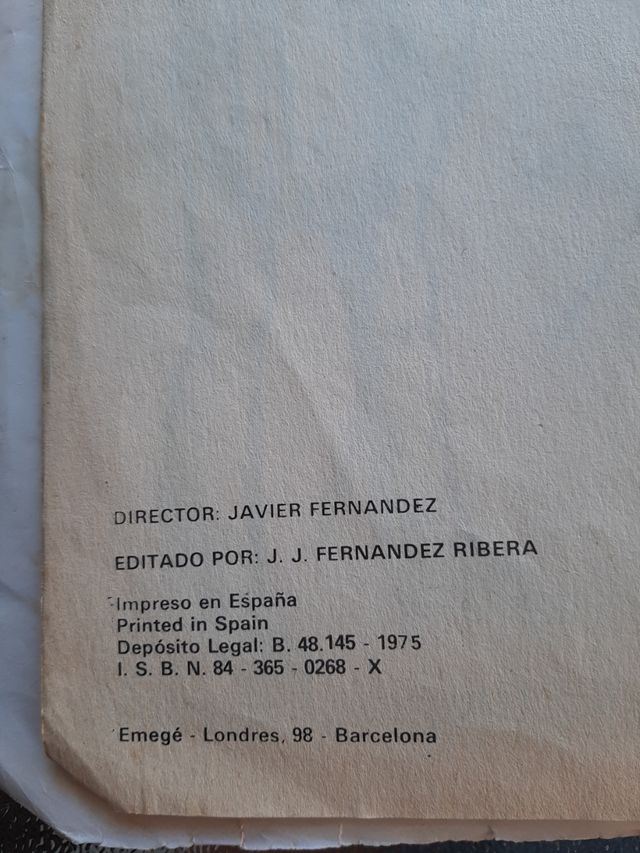 DIRECTOR: JAVIER FERNANDEZ
EDITADO POR: J. J. FERNANDEZ RIBERA
Impreso en España
Printed in Spain
Depósito Legal: B. 48.145 - 1975
I. S. B. N. 84 - 365 - 0268 - X
Emegé - Londres, 98 - Barcelona